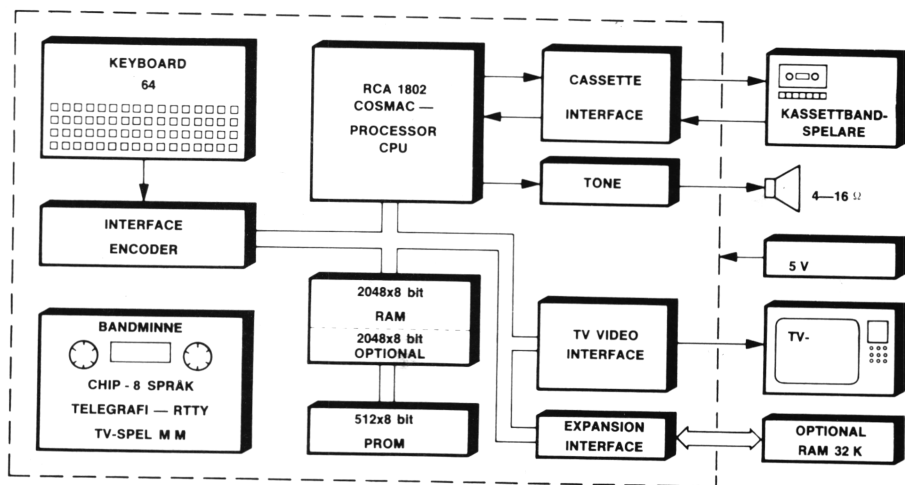 KEYBOARD
64
RCA 1802
COSMAC —
PROCESSOR
CPU
CASSETTE
INTERFACE
KASSETTBAND-
SPELARE
TONE
4—16 Ω
INTERFACE
ENCODER
5 V
2048x8 bit
RAM
2048x8 bit
OPTIONAL
TV VIDEO
INTERFACE
TV-
BANDMINNE
CHIP - 8 SPRÅK
TELEGRAFI — RTTY
TV-SPEL M M
512x8 bit
PROM
EXPANSION
INTERFACE
OPTIONAL
RAM 32 K